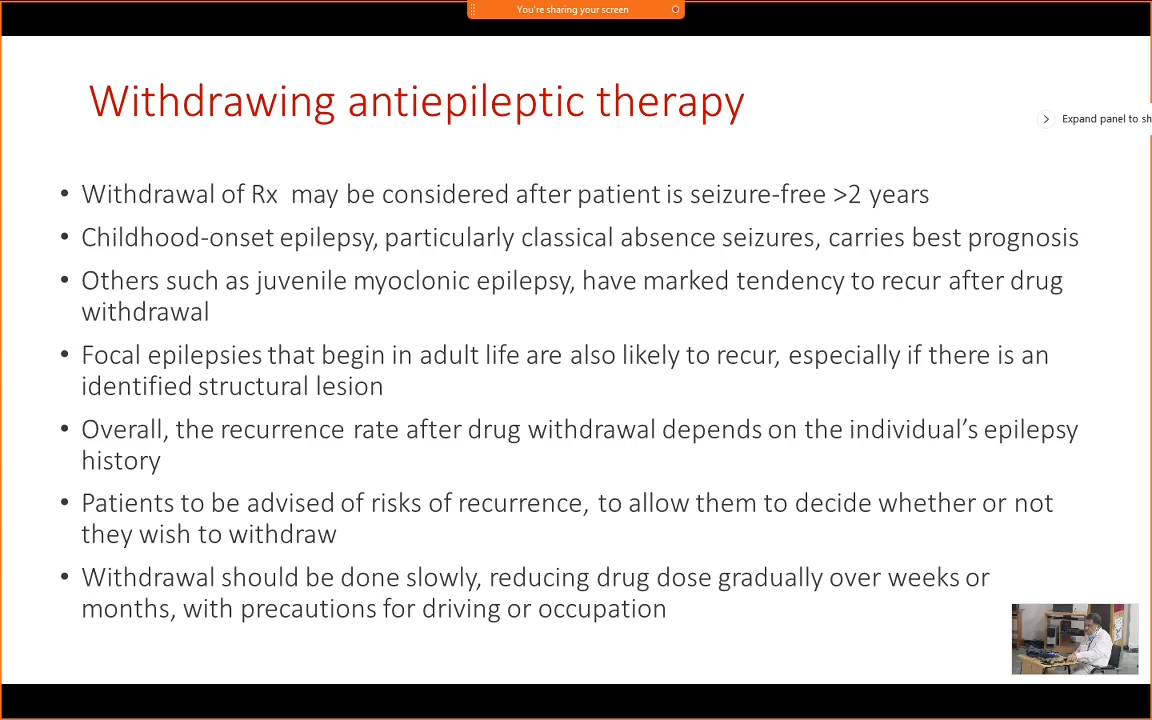 You're sharing your screen
Withdrawing antiepileptic therapy
Expand panel to sh
• Withdrawal of Rx  may be considered after patient is seizure-free >2 years
• Childhood-onset epilepsy, particularly classical absence seizures, carries best prognosis
• Others such as juvenile myoclonic epilepsy, have marked tendency to recur after drug
withdrawal
• Focal epilepsies that begin in adult life are also likely to recur, especially if there is an
identified structural lesion
• Overall, the recurrence rate after drug withdrawal depends on the individual’s epilepsy
history
• Patients to be advised of risks of recurrence, to allow them to decide whether or not
they wish to withdraw
• Withdrawal should be done slowly, reducing drug dose gradually over weeks or
months, with precautions for driving or occupation